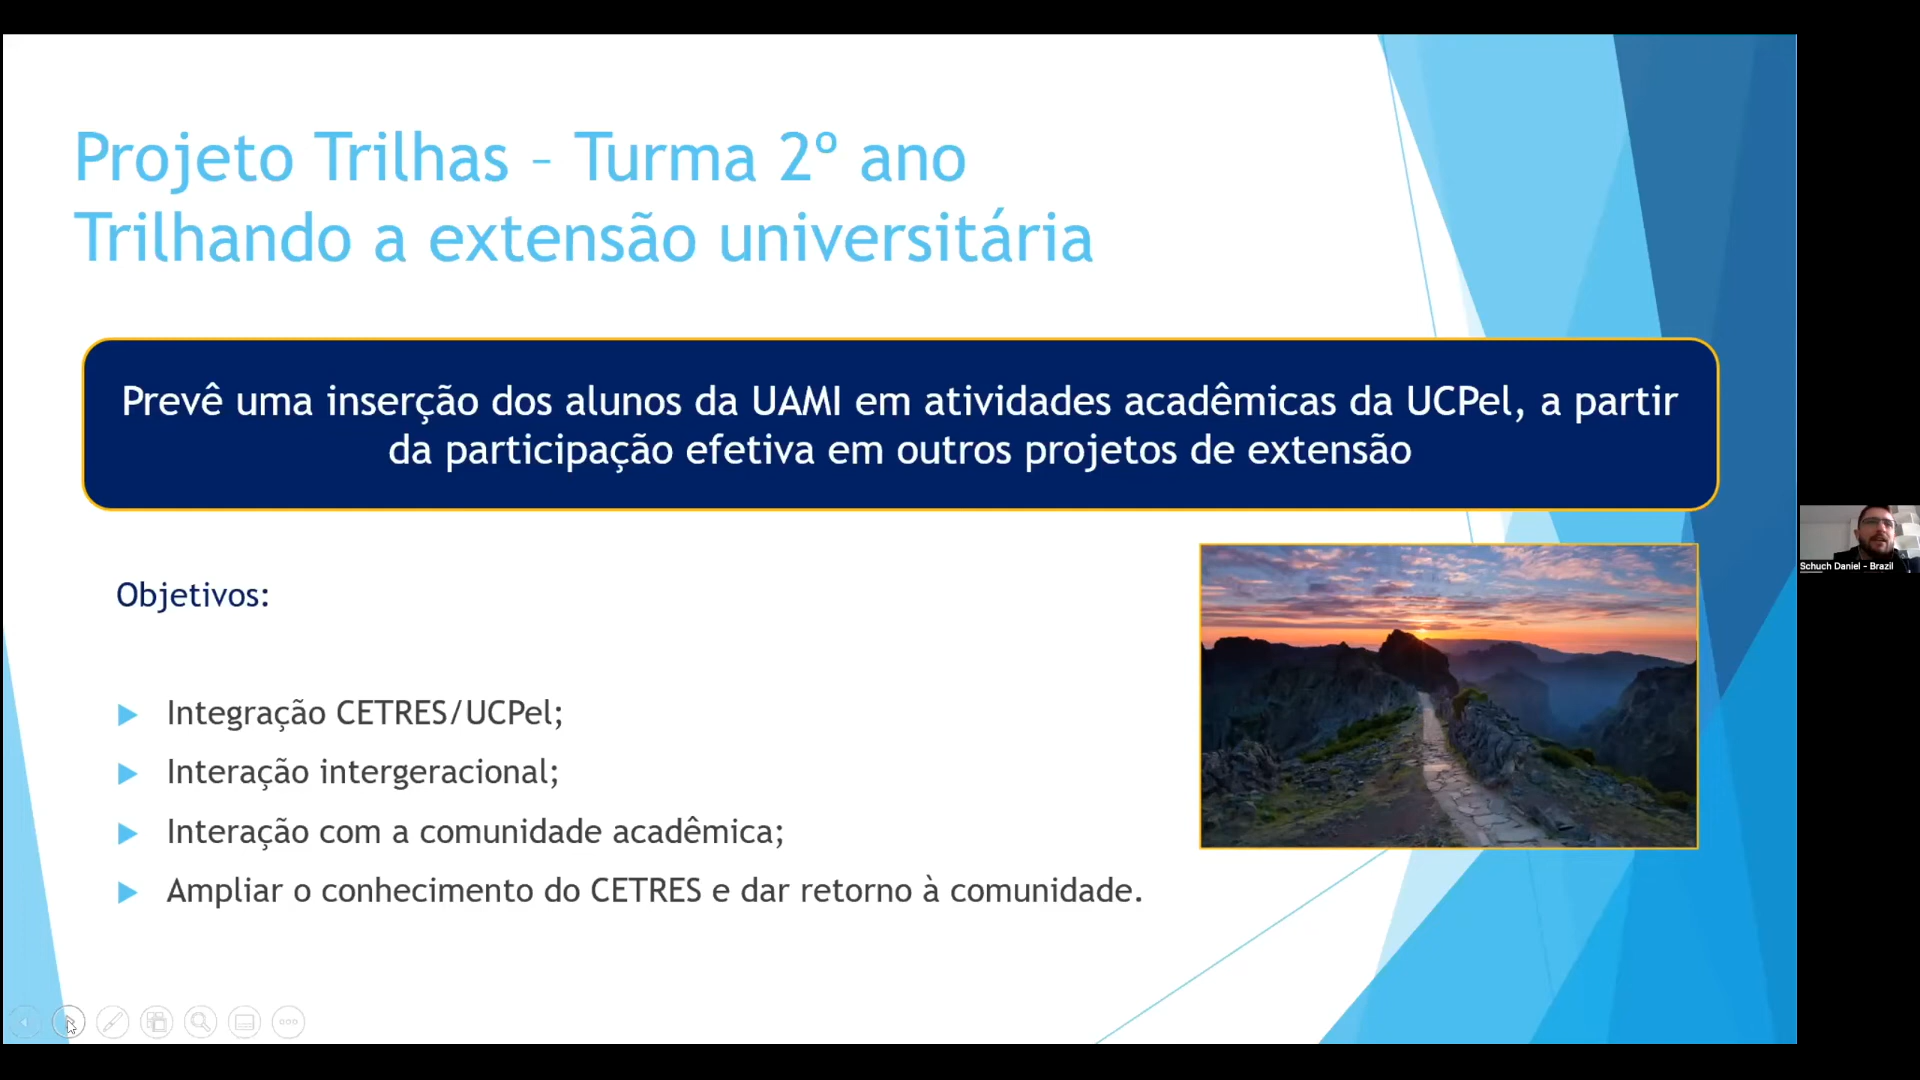 Projeto Trilhas – Turma 2º ano
Trilhando a extensão universitária
Prevê uma inserção dos alunos da UAMI em atividades acadêmicas da UCPel, a partir
da participação efetiva em outros projetos de extensão
Objetivos:
Integração CETRES/UCPel;
Interação intergeracional;
Interação com a comunidade acadêmica;
Ampliar o conhecimento do CETRES e dar retorno à comunidade.
Schuch Daniel - Brazil